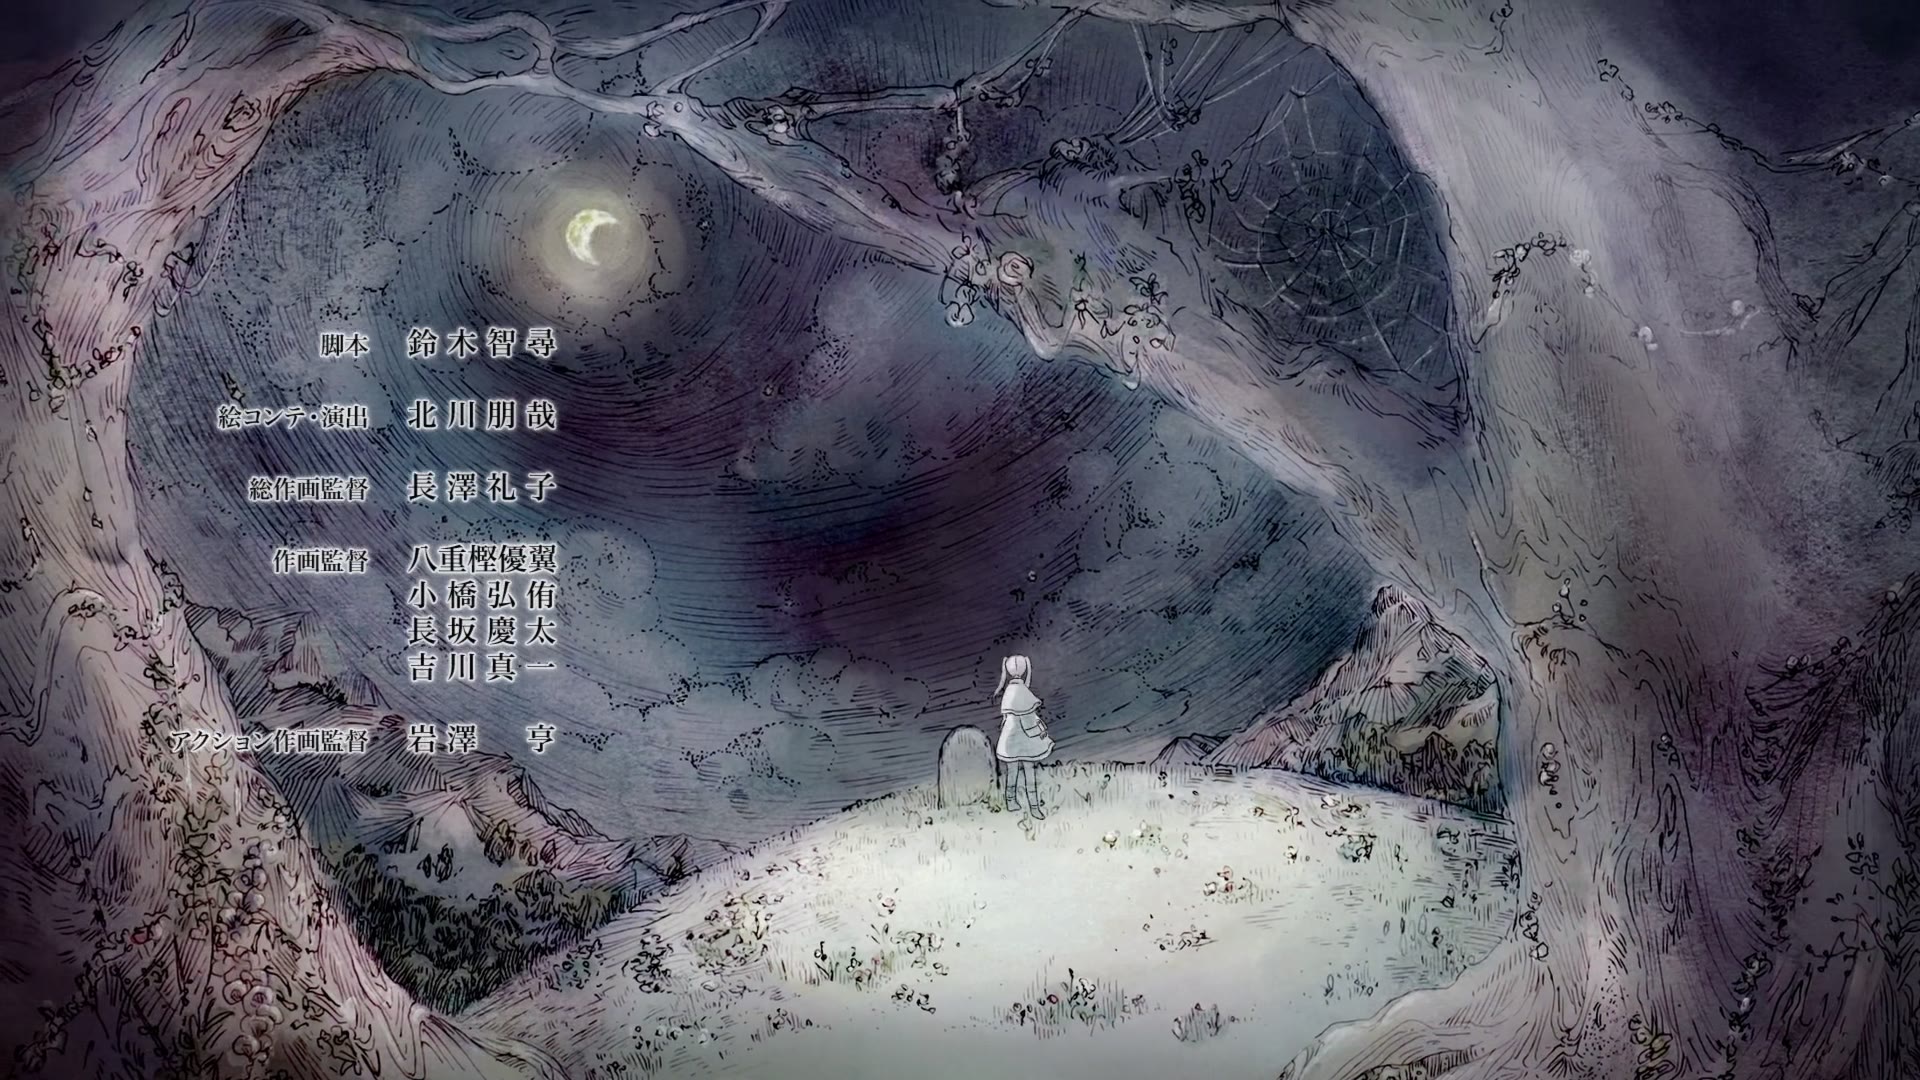 脚本 鈴木智尋
絵コンテ・演出 北川朋哉
総作画監督 長澤礼子
作画監督 八重樫優翼
小橋弘侑
長坂慶太
吉川真一
アクション作画監督 岩澤 亨